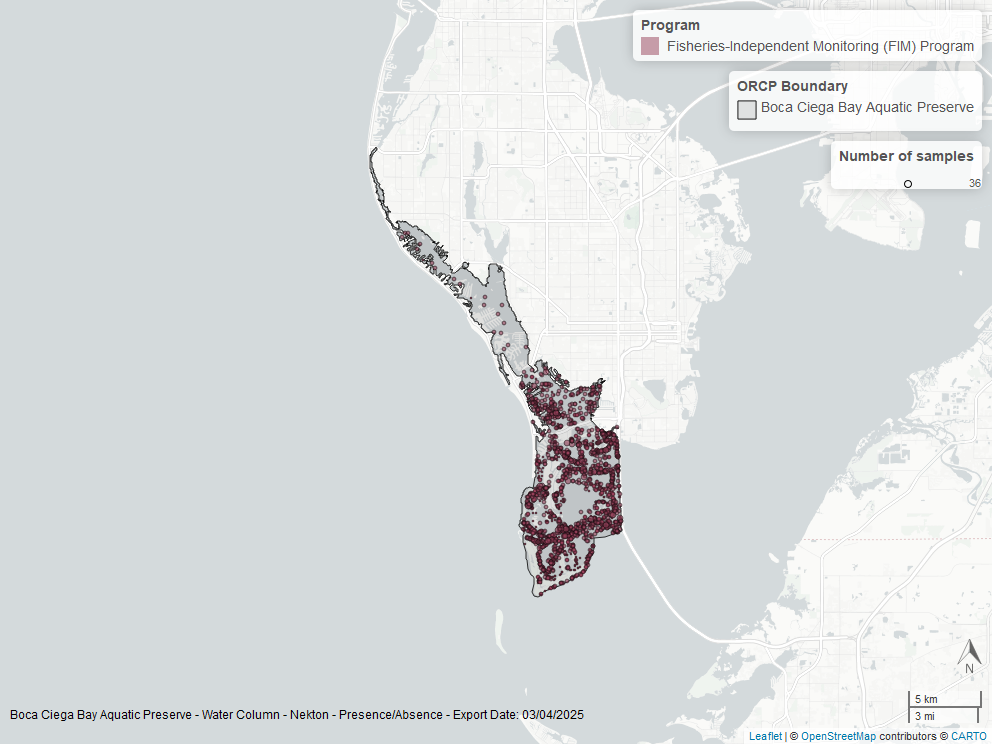 Program
Fisheries-Independent Monitoring (FIM) Program
ORCP Boundary
Boca Ciega Bay Aquatic Preserve
Number of samples
36
N
5 km
3 mi
Boca Ciega Bay Aquatic Preserve - Water Column - Nekton - Presence/Absence - Export Date: 03/04/2025
Leaflet | © OpenStreetMap contributors © CARTO